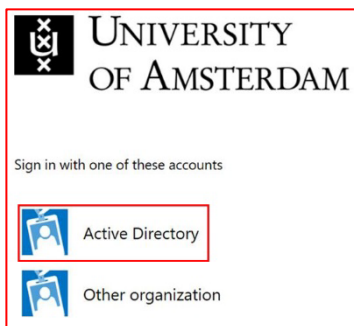 UNIVERSITY
OF AMSTERDAM
Sign in with one of these accounts
Active Directory
Other organization